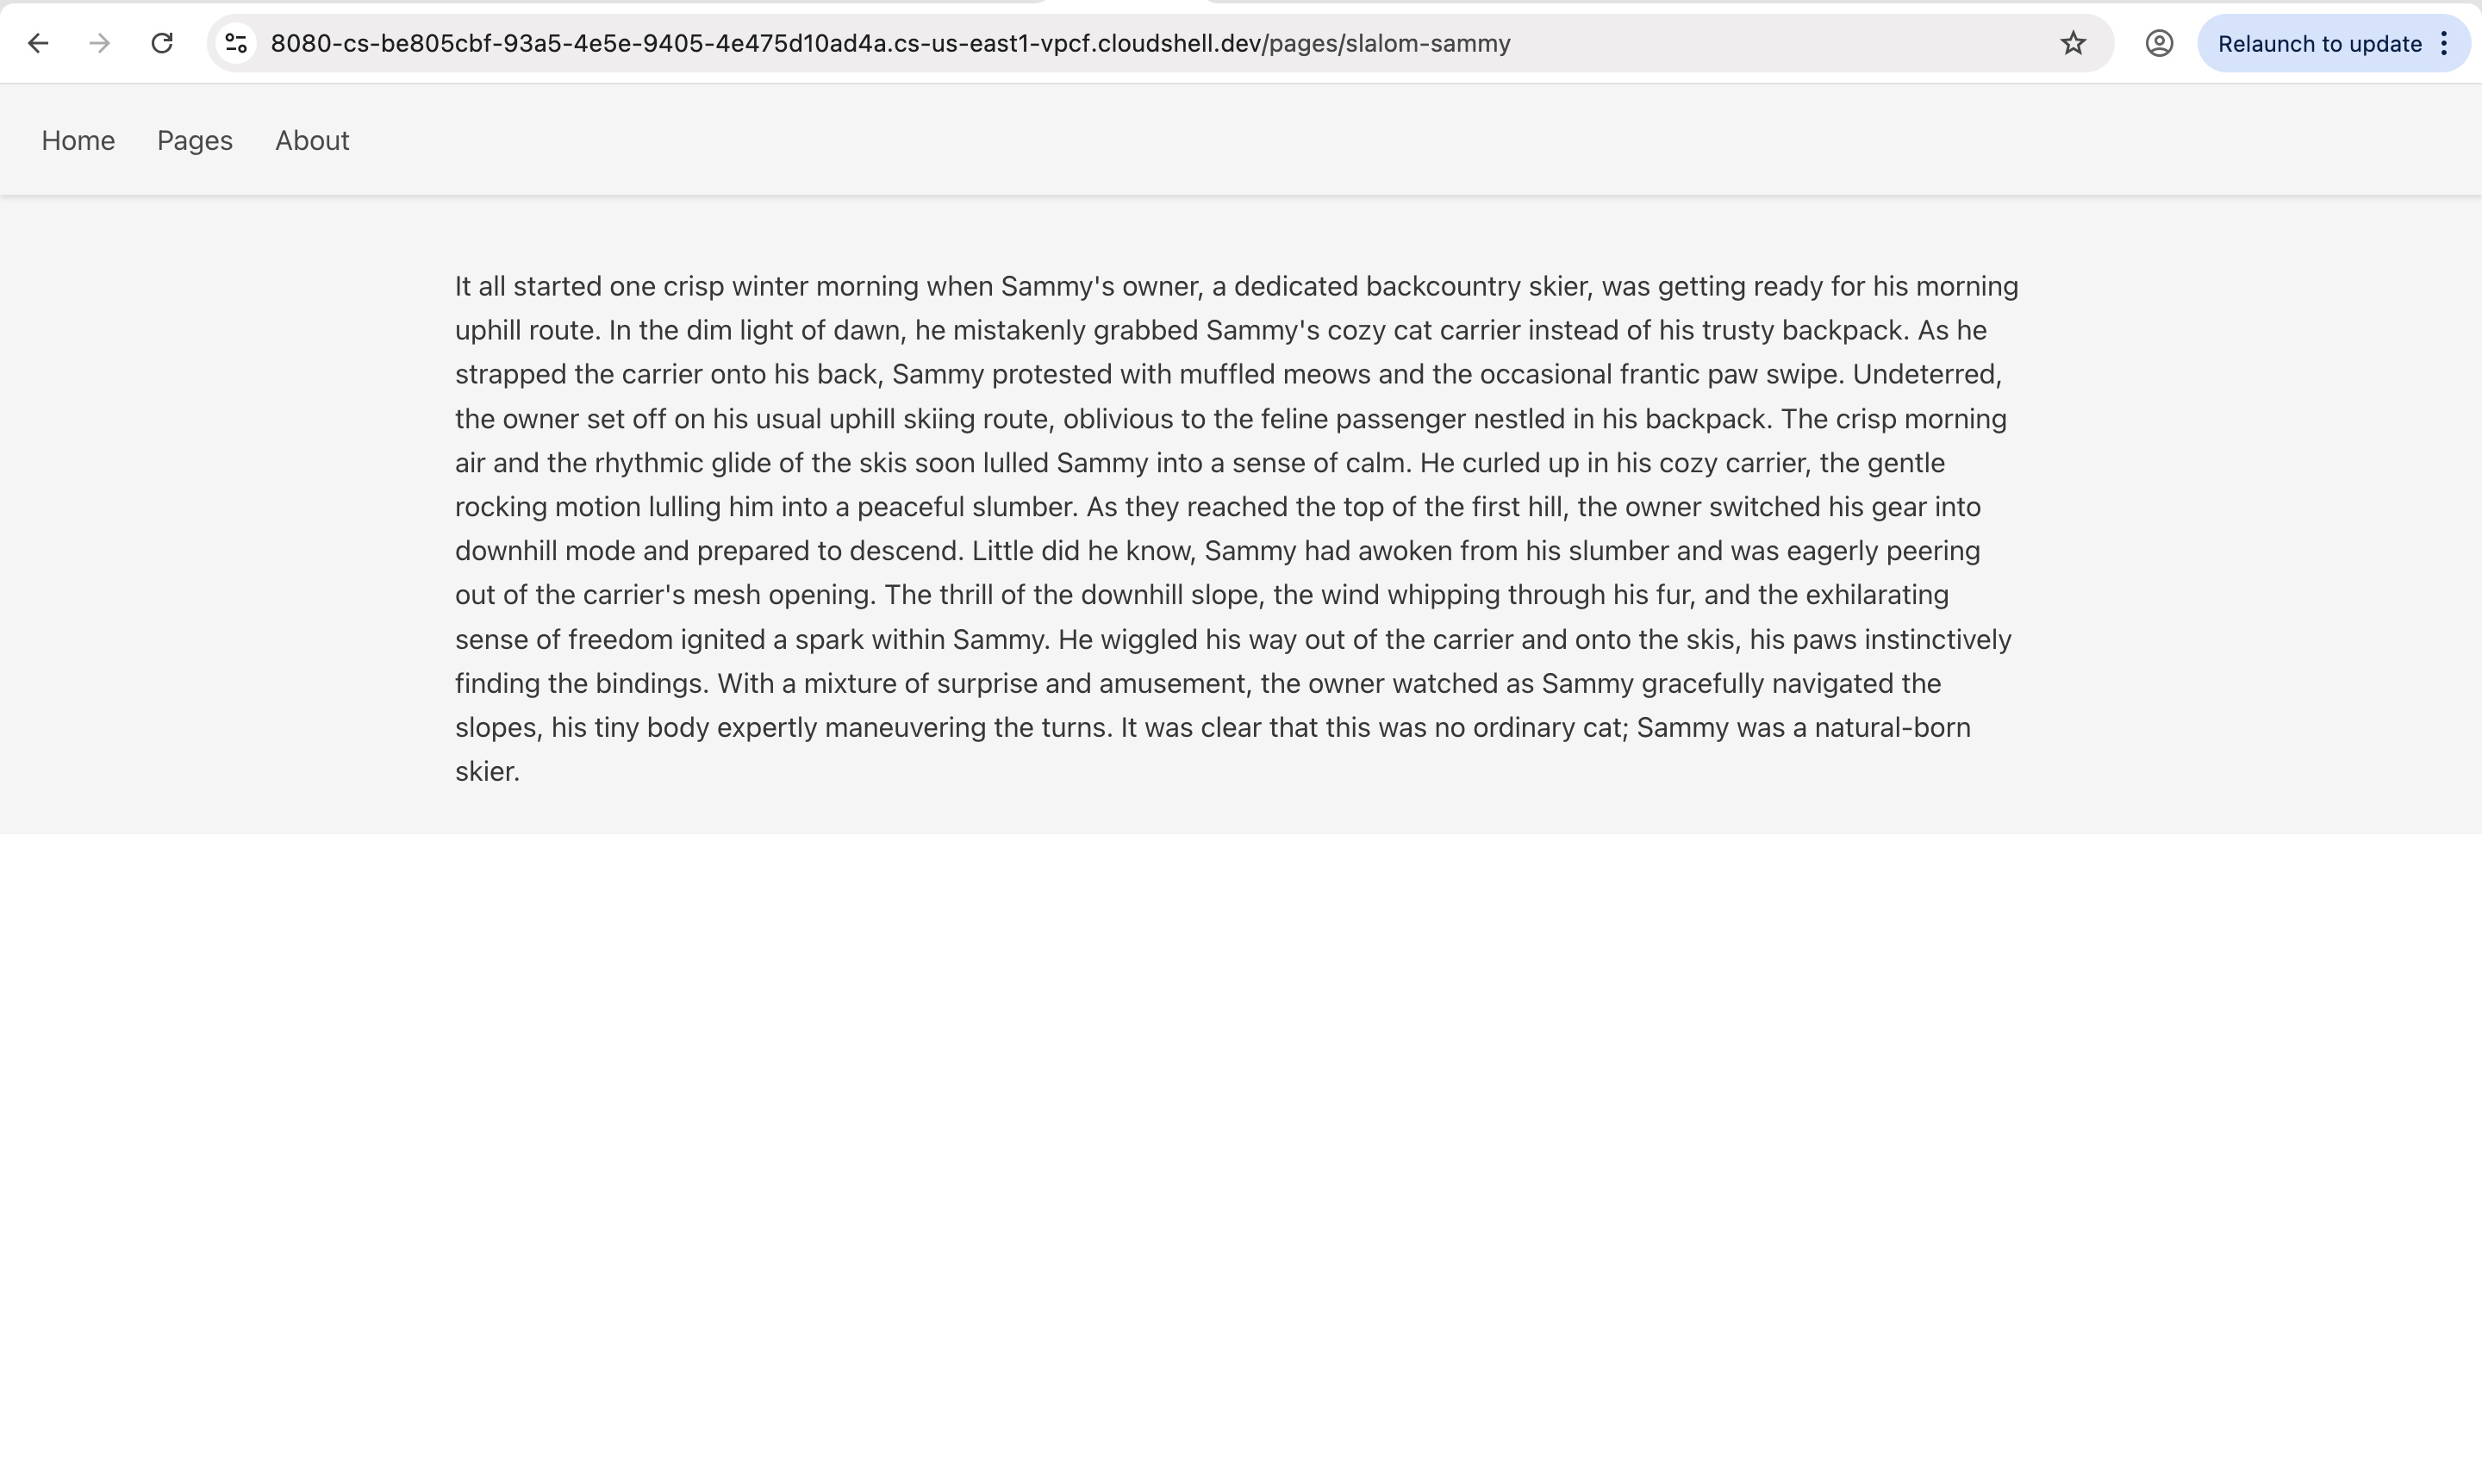 8080-cs-be805cbf-93a5-4e5e-9405-4e475d10ad4a.cs-us-east1-vpcf.cloudshell.dev/pages/slalom-sammy
Relaunch to update
Home Pages About
It all started one crisp winter morning when Sammy's owner, a dedicated backcountry skier, was getting ready for his morning
uphill route. In the dim light of dawn, he mistakenly grabbed Sammy's cozy cat carrier instead of his trusty backpack. As he
strapped the carrier onto his back, Sammy protested with muffled meows and the occasional frantic paw swipe. Undeterred,
the owner set off on his usual uphill skiing route, oblivious to the feline passenger nestled in his backpack. The crisp morning
air and the rhythmic glide of the skis soon lulled Sammy into a sense of calm. He curled up in his cozy carrier, the gentle
rocking motion lulling him into a peaceful slumber. As they reached the top of the first hill, the owner switched his gear into
downhill mode and prepared to descend. Little did he know, Sammy had awoken from his slumber and was eagerly peering
out of the carrier's mesh opening. The thrill of the downhill slope, the wind whipping through his fur, and the exhilarating
sense of freedom ignited a spark within Sammy. He wiggled his way out of the carrier and onto the skis, his paws instinctively
finding the bindings. With a mixture of surprise and amusement, the owner watched as Sammy gracefully navigated the
slopes, his tiny body expertly maneuvering the turns. It was clear that this was no ordinary cat; Sammy was a natural-born
skier.